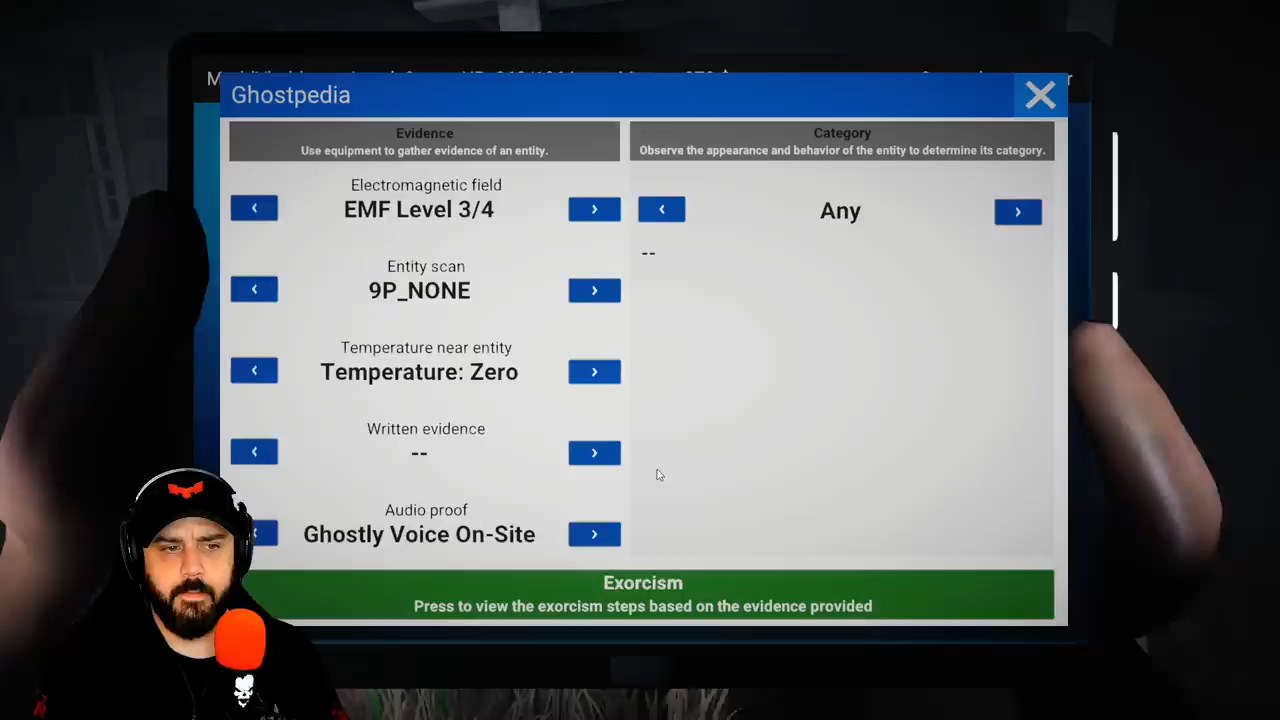 Ghostpedia
Evidence
Use equipment to gather evidence of an entity.
Category
Observe the appearance and behavior of the entity to determine its category.
Electromagnetic field
EMF Level 3/4
Any
--
Entity scan
9P_NONE
Temperature near entity
Temperature: Zero
Written evidence
--
Audio proof
Ghostly Voice On-Site
Exorcism
Press to view the exorcism steps based on the evidence provided